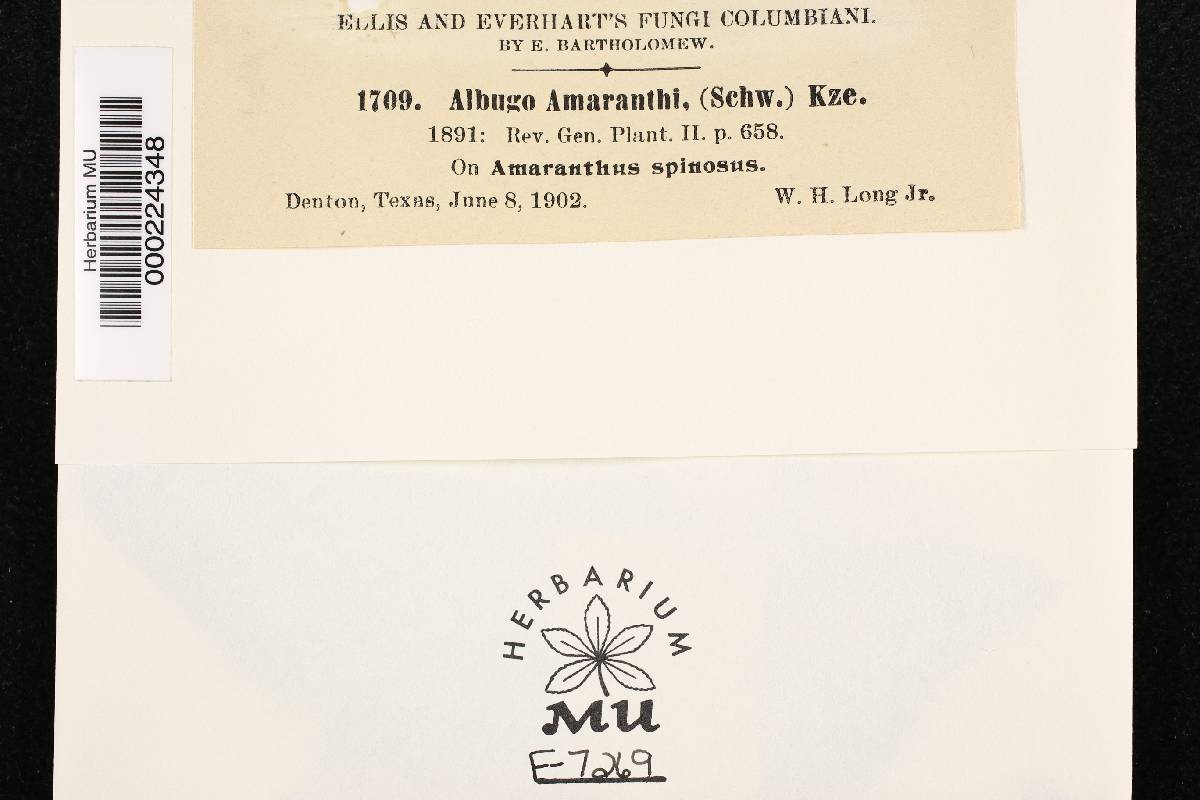 ELLIS AND EVERHART'S FUNGI COLUMBIANI.
BY E. BARTHOLOMEW.
1709. Albugo Amaranthi, (Schw.) Kze.
1891: Rev. Gen. Plant. II. p. 658.
On Amaranthus spinosus.
Denton, Texas, June 8, 1902. W. H. Long Jr.
Herbarium MU
000224348
HERBARIUM
MU
E-7269